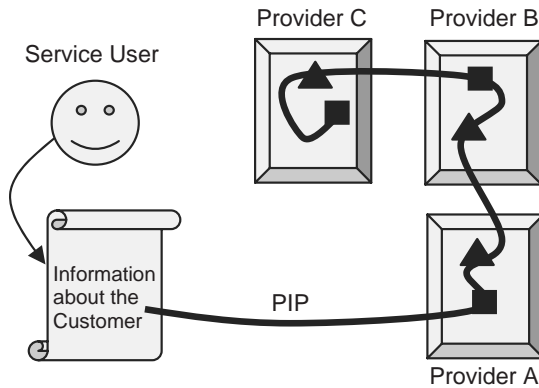 Provider C
Provider B
Service User
Information
about the
Customer
PIP
Provider A